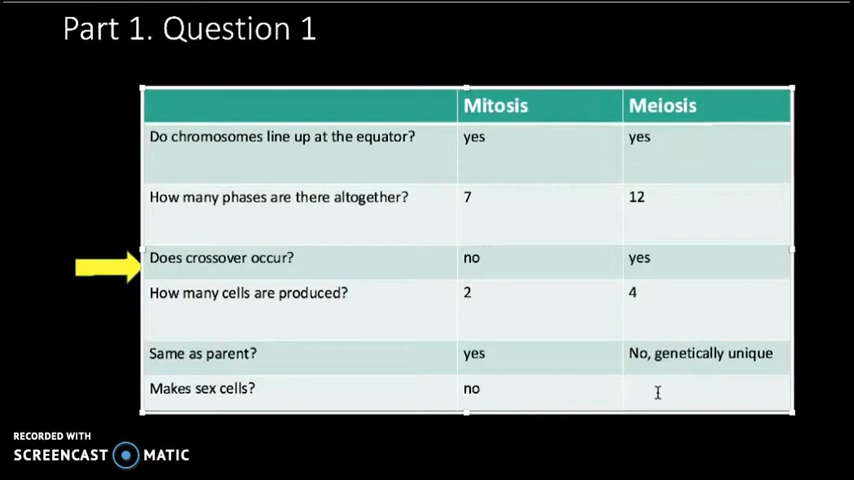 Part 1. Question 1
Mitosis Meiosis
Do chromosomes line up at the equator? yes yes
How many phases are there altogether? 7 12
Does crossover occur? no yes
How many cells are produced? 2 4
Same as parent? yes No, genetically unique
Makes sex cells? no
RECORDED WITH
SCREENCAST MATIC